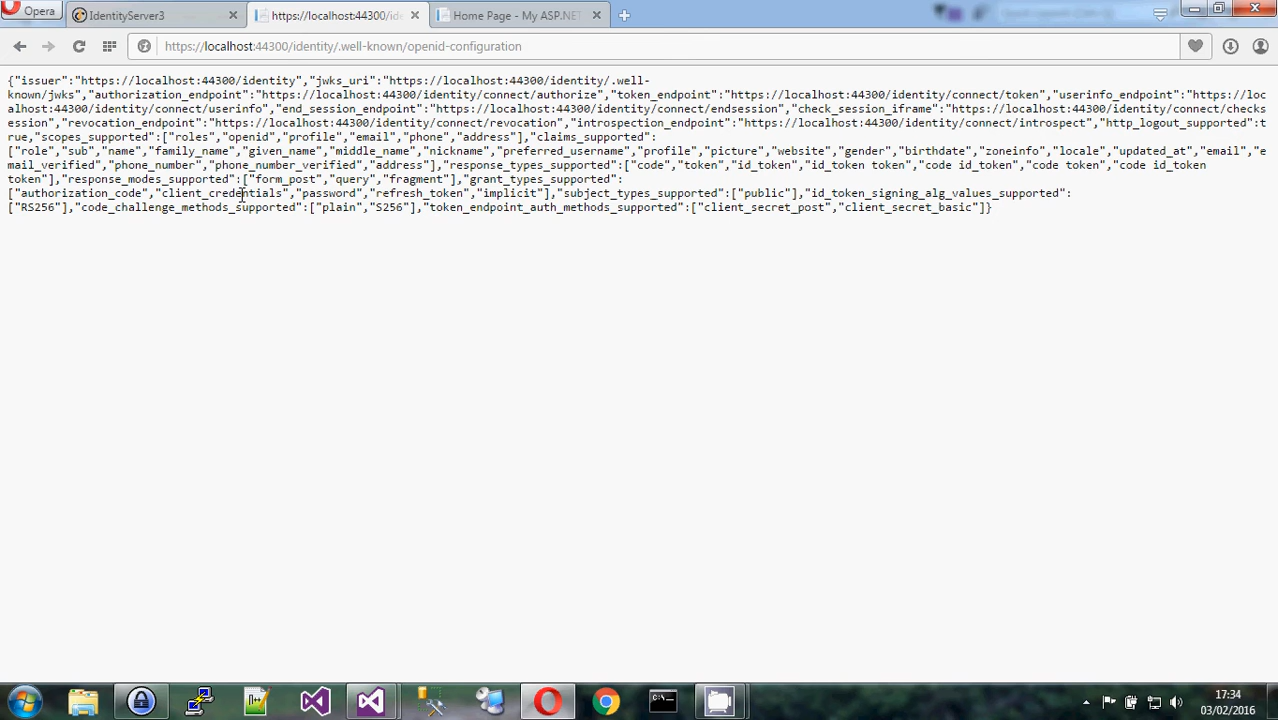 Opera
IdentityServer3
https://localhost:44300/id
Home Page - My ASP.NET
https://localhost:44300/identity/.well-known/openid-configuration
{"issuer":"https://localhost:44300/identity","jwks_uri":"https://localhost:44300/identity/.well-
known/jwks","authorization_endpoint":"https://localhost:44300/identity/connect/authorize","token_endpoint":"https://localhost:44300/identity/connect/token","userinfo_endpoint":"https://loc
alhost:44300/identity/connect/userinfo","end_session_endpoint":"https://localhost:44300/identity/connect/endsession","check_session_iframe":"https://localhost:44300/identity/connect/checks
ession","revocation_endpoint":"https://localhost:44300/identity/connect/revocation","introspection_endpoint":"https://localhost:44300/identity/connect/introspect","http_logout_supported":t
rue,"scopes_supported":["roles","openid","profile","email","phone","address"],"claims_supported":
["role","sub","name","family_name","given_name","middle_name","nickname","preferred_username","profile","picture","website","gender","birthdate","zoneinfo","locale","updated_at","email","e
mail_verified","phone_number","phone_number_verified","address"],"response_types_supported":["code","token","id_token","id_token token","code id_token","code token","code id_token
token"],"response_modes_supported":["form_post","query","fragment"],"grant_types_supported":
["authorization_code","client_credentials","password","refresh_token","implicit"],"subject_types_supported":["public"],"id_token_signing_alg_values_supported":
["RS256"],"code_challenge_methods_supported":["plain","S256"],"token_endpoint_auth_methods_supported":["client_secret_post","client_secret_basic"]}
17:34
03/02/2016